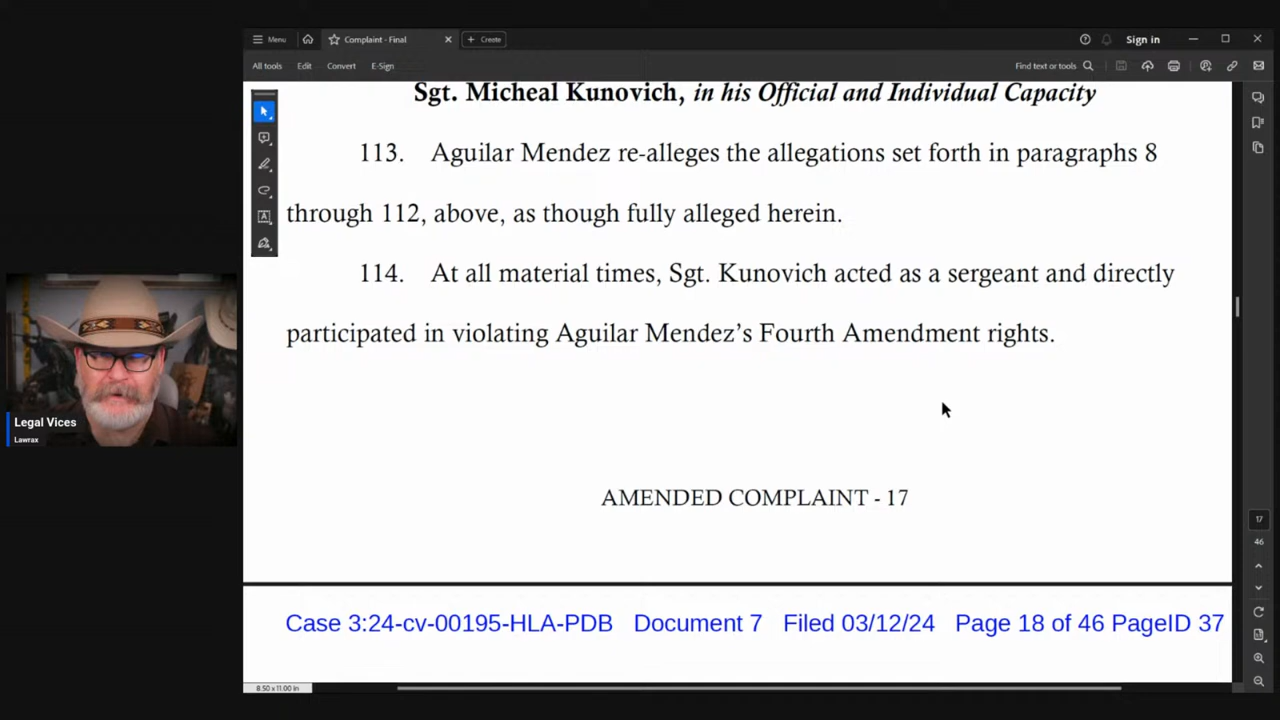 Menu
Complaint - Final
Create
Sign in
All tools
Edit
Convert
E-Sign
Find text or tools
Sgt. Micheal Kunovich, in his Official and Individual Capacity
113. Aguilar Mendez re-alleges the allegations set forth in paragraphs 8
through 112, above, as though fully alleged herein.
114. At all material times, Sgt. Kunovich acted as a sergeant and directly
participated in violating Aguilar Mendez’s Fourth Amendment rights.
AMENDED COMPLAINT - 17
Case 3:24-cv-00195-HLA-PDB Document 7 Filed 03/12/24 Page 18 of 46 PageID 37
Legal Vices
Lawrax
17
46
8.50 x 11.00 in